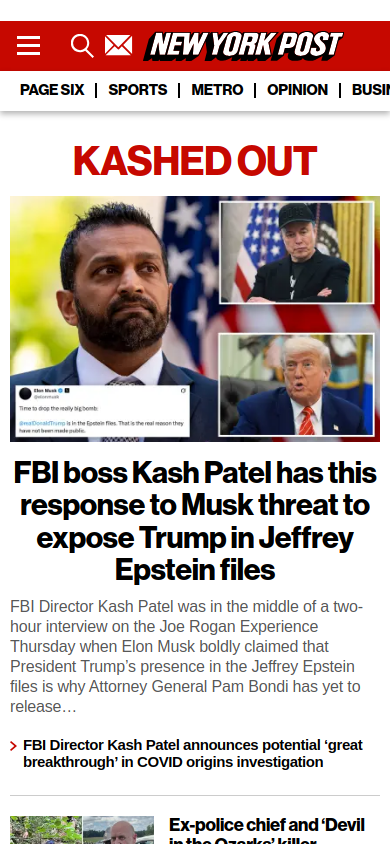 NEW YORK POST
PAGE SIX
SPORTS
METRO
OPINION
BUSIN
KASHED OUT
Elon Musk
@elonmusk
Time to drop the really big bomb:
@realDonaldTrump is in the Epstein files. That is the real reason they
have not been made public.
FBI boss Kash Patel has this
response to Musk threat to
expose Trump in Jeffrey
Epstein files
FBI Director Kash Patel was in the middle of a two-
hour interview on the Joe Rogan Experience
Thursday when Elon Musk boldly claimed that
President Trump’s presence in the Jeffrey Epstein
files is why Attorney General Pam Bondi has yet to
release…
FBI Director Kash Patel announces potential ‘great
breakthrough’ in COVID origins investigation
Ex-police chief and ‘Devil
in the Ozarks’ killer